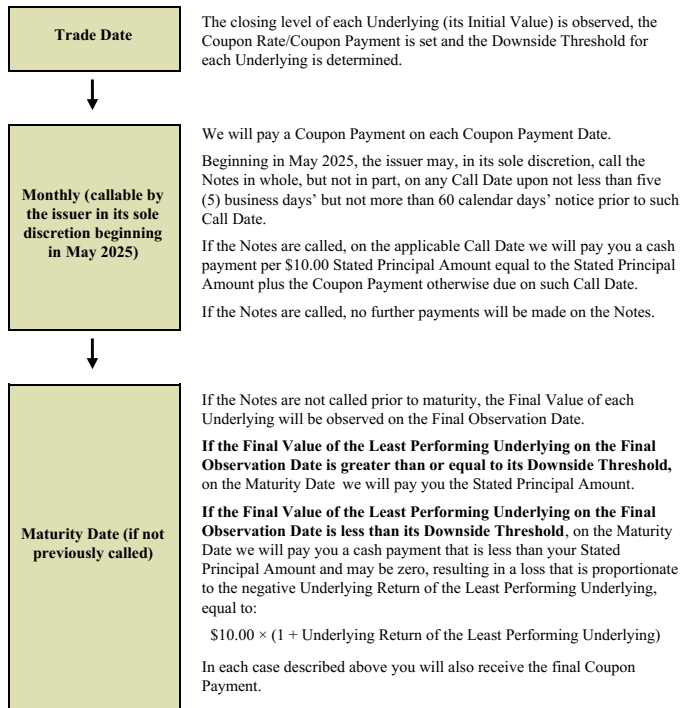 Trade Date
The closing level of each Underlying (its Initial Value) is observed, the
Coupon Rate/Coupon Payment is set and the Downside Threshold for
each Underlying is determined.
Monthly (callable by
the issuer in its sole
discretion beginning
in May 2025)
We will pay a Coupon Payment on each Coupon Payment Date.
Beginning in May 2025, the issuer may, in its sole discretion, call the
Notes in whole, but not in part, on any Call Date upon not less than five
(5) business days’ but not more than 60 calendar days’ notice prior to such
Call Date.
If the Notes are called, on the applicable Call Date we will pay you a cash
payment per $10.00 Stated Principal Amount equal to the Stated Principal
Amount plus the Coupon Payment otherwise due on such Call Date.
If the Notes are called, no further payments will be made on the Notes.
Maturity Date (if not
previously called)
If the Notes are not called prior to maturity, the Final Value of each
Underlying will be observed on the Final Observation Date.
If the Final Value of the Least Performing Underlying on the Final
Observation Date is greater than or equal to its Downside Threshold,
on the Maturity Date we will pay you the Stated Principal Amount.
If the Final Value of the Least Performing Underlying on the Final
Observation Date is less than its Downside Threshold, on the Maturity
Date we will pay you a cash payment that is less than your Stated
Principal Amount and may be zero, resulting in a loss that is proportionate
to the negative Underlying Return of the Least Performing Underlying,
equal to:
$10.00 × (1 + Underlying Return of the Least Performing Underlying)
In each case described above you will also receive the final Coupon
Payment.